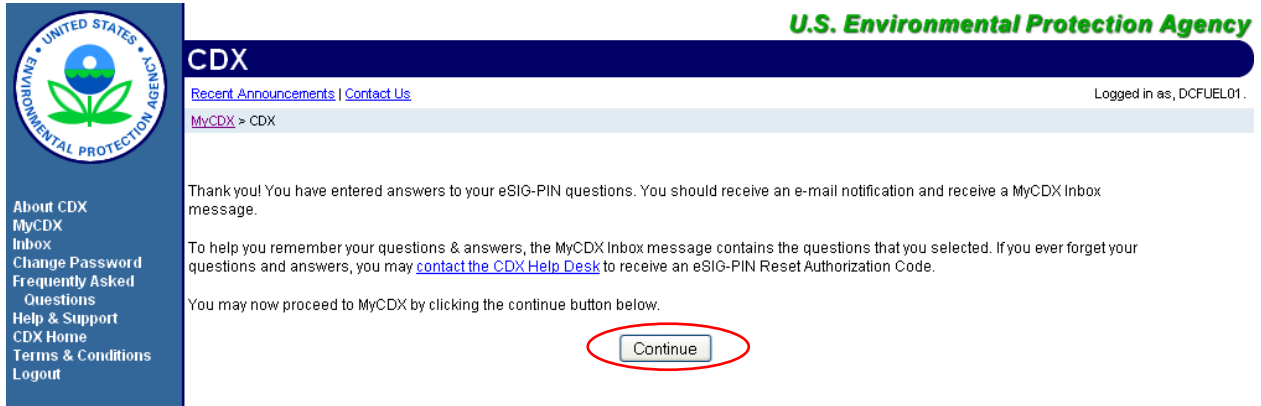 UNITED STATES
ENVIRONMENTAL PROTECTION AGENCY
U.S. Environmental Protection Agency
CDX
Recent Announcements | Contact Us
Logged in as, DCFUEL01.
MyCDX > CDX
About CDX
MyCDX
Inbox
Change Password
Frequently Asked
Questions
Help & Support
CDX Home
Terms & Conditions
Logout
Thank you! You have entered answers to your eSIG-PIN questions. You should receive an e-mail notification and receive a MyCDX Inbox
message.
To help you remember your questions & answers, the MyCDX Inbox message contains the questions that you selected. If you ever forget your
questions and answers, you may contact the CDX Help Desk to receive an eSIG-PIN Reset Authorization Code.
You may now proceed to MyCDX by clicking the continue button below.
Continue